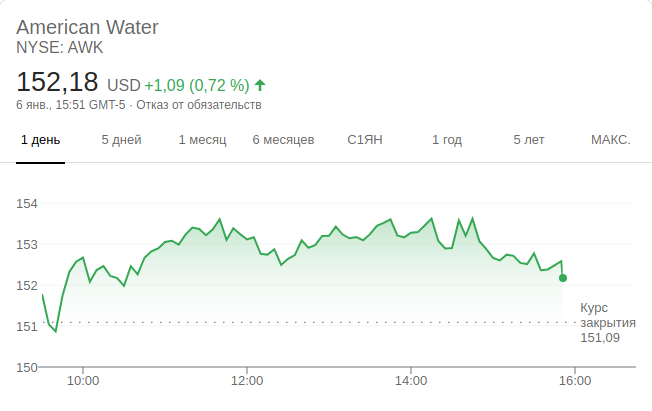 American Water
NYSE: AWK
152,18 USD +1,09 (0,72 %)
6 янв., 15:51 GMT-5 · Отказ от обязательств
1 день 5 дней 1 месяц 6 месяцев С1ЯН 1 год 5 лет МАКС.
154
153
152
151
150
Курс
закрытия
151,09
10:00 12:00 14:00 16:00